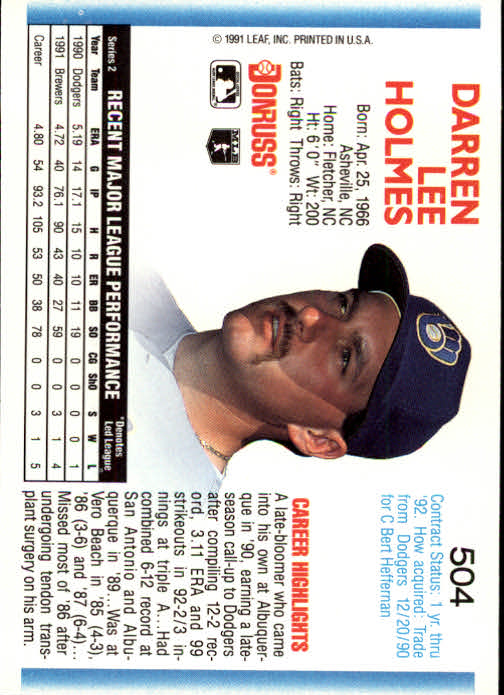 DARREN
LEE
HOLMES
504
Contract Status: 1 yr. thru
'92. How acquired: Trade
from Dodgers 12/20/90
for C Bert Heffernan
Born: Apr. 25, 1966
Asheville, NC
Home: Fletcher, NC
Ht: 6' 0" Wt: 200
Bats: Right Throws: Right
DONRUSS®
MLB
© 1991 LEAF, INC. PRINTED IN U.S.A.
CAREER HIGHLIGHTS
A late-bloomer who came
into his own at Albuquer-
que in '90, earning a late-
season call-up to Dodgers
after compiling 12-2 rec-
ord, 3.11 ERA and 99
strikeouts in 92-2/3 in-
nings at triple A....Had
combined 6-12 record at
San Antonio and Albu-
querque in '89...Was at
Vero Beach in '85 (4-3),
'86 (3-6) and '87 (6-4)...
Missed most of '86 after
undergoing tendon trans-
plant surgery on his arm.
Series 2 RECENT MAJOR LEAGUE PERFORMANCE *Denotes Led League
Year Team ERA G IP H R ER BB SO CG ShO S W L
1990 Dodgers 5.19 14 17.1 15 10 10 11 19 0 0 0 0 1
1991 Brewers 4.72 40 76.1 90 43 40 27 59 0 0 3 1 4
Career 4.80 54 93.2 105 53 50 38 78 0 0 3 1 5